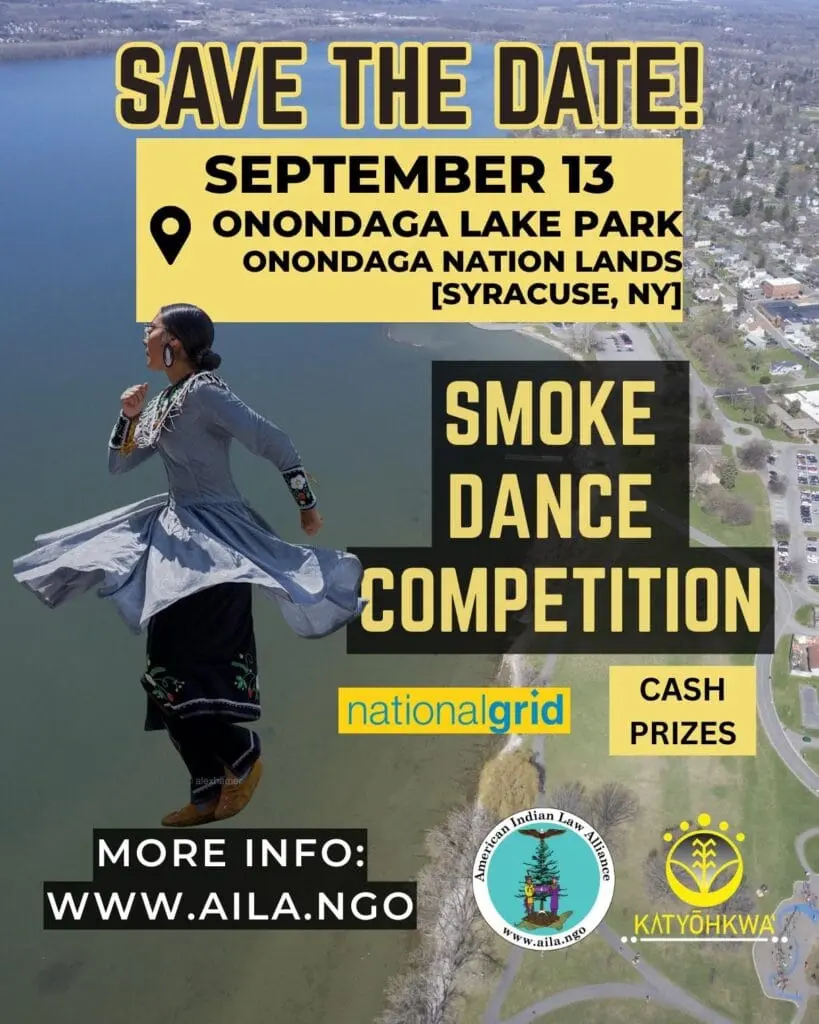 SAVE THE DATE!
SEPTEMBER 13
ONONDAGA LAKE PARK
ONONDAGA NATION LANDS
[SYRACUSE, NY]
SMOKE
DANCE
COMPETITION
nationalgrid
CASH
PRIZES
MORE INFO:
WWW.AILA.NGO
American Indian Law Alliance
www.aila.ngo
KΛTYŌHKWAʼ